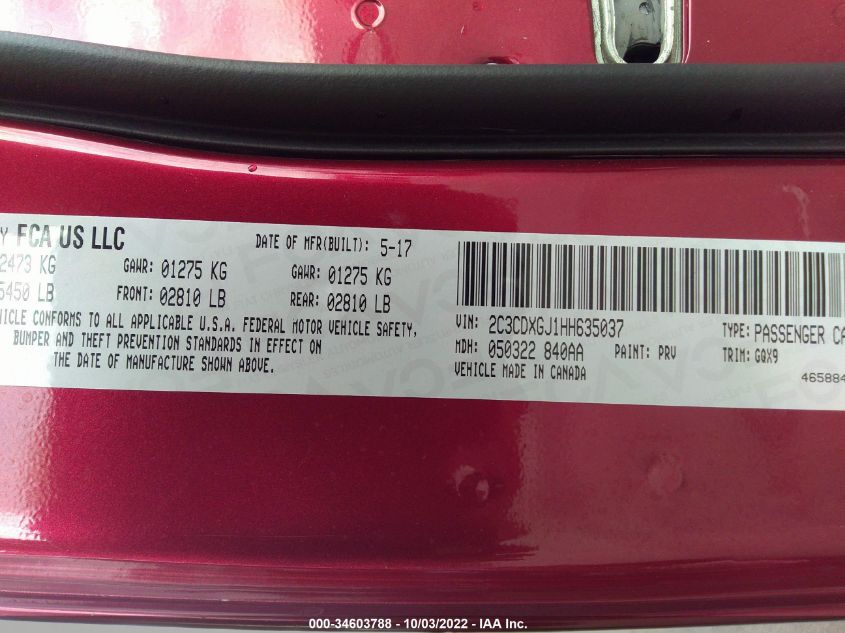 Y FCA US LLC
DATE OF MFR(BUILT): 5-17
2473 KG GAWR: 01275 KG GAWR: 01275 KG
5450 LB FRONT: 02810 LB REAR: 02810 LB
HICLE CONFORMS TO ALL APPLICABLE U.S.A. FEDERAL MOTOR VEHICLE SAFETY,
BUMPER AND THEFT PREVENTION STANDARDS IN EFFECT ON
THE DATE OF MANUFACTURE SHOWN ABOVE.
VIN: 2C3CDXGJ1HH635037 TYPE: PASSENGER CA
MDH: 050322 840AA PAINT: PRV TRIM: GQX9
VEHICLE MADE IN CANADA 465884
000-34603788 - 10/03/2022 - IAA Inc.